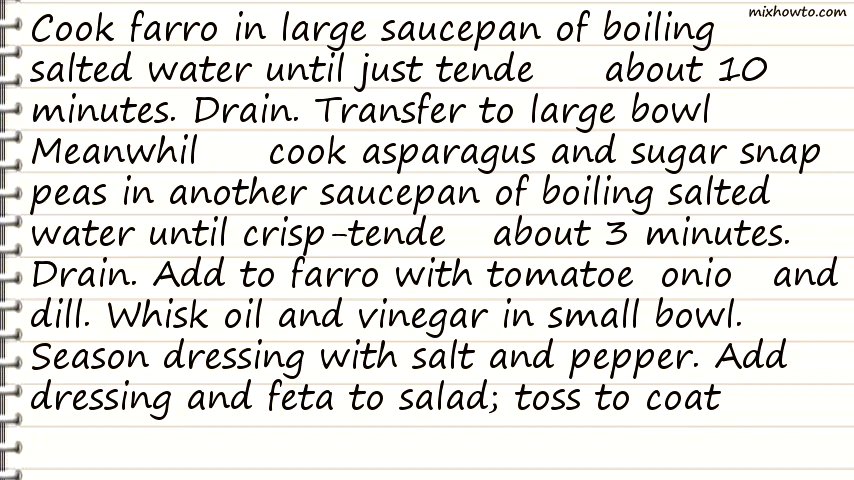 mixhowto.com
Cook farro in large saucepan of boiling
salted water until just tende about 10
minutes. Drain. Transfer to large bowl
Meanwhil cook asparagus and sugar snap
peas in another saucepan of boiling salted
water until crisp-tende about 3 minutes.
Drain. Add to farro with tomatoe onio and
dill. Whisk oil and vinegar in small bowl.
Season dressing with salt and pepper. Add
dressing and feta to salad; toss to coat